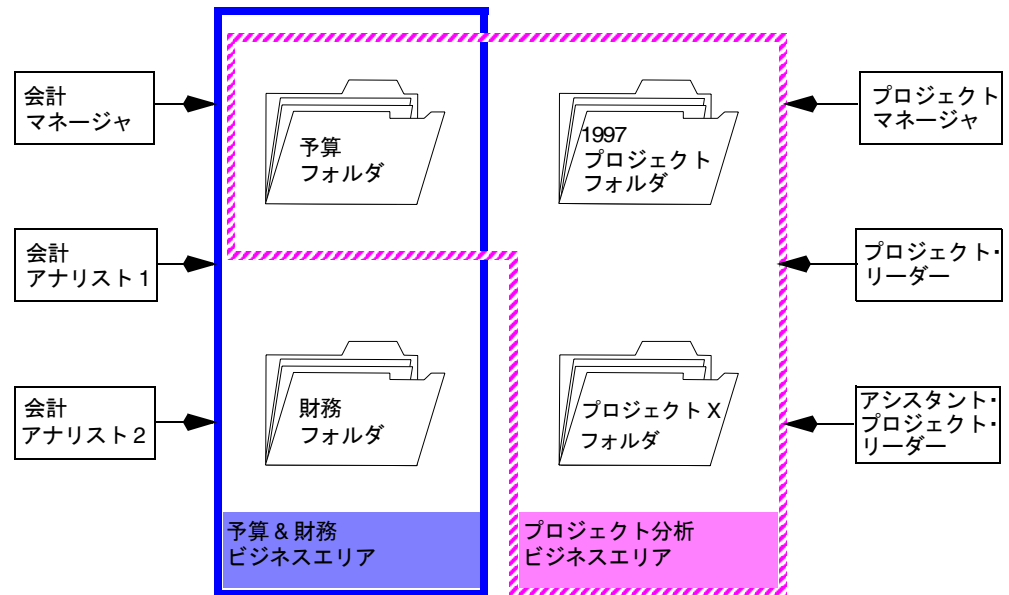 会計
マネージャ
予算
フォルダ
1997
プロジェクト
フォルダ
プロジェクト
マネージャ
会計
アナリスト1
プロジェクト・
リーダー
会計
アナリスト2
財務
フォルダ
プロジェクトX
フォルダ
アシスタント・
プロジェクト・
リーダー
予算&財務
ビジネスエリア
プロジェクト分析
ビジネスエリア